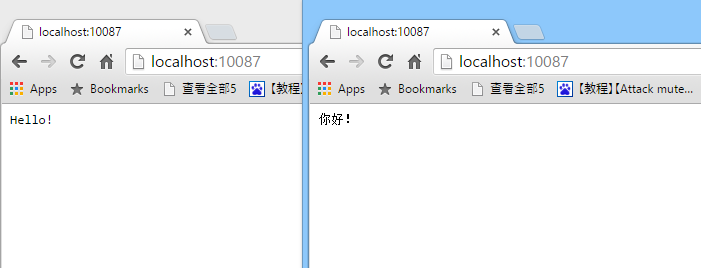 localhost:10087
localhost:10087
Apps Bookmarks 查看全部5 【教程】
Hello!
localhost:10087
localhost:10087
Apps Bookmarks 查看全部5 【教程】【Attack mute...
你好!